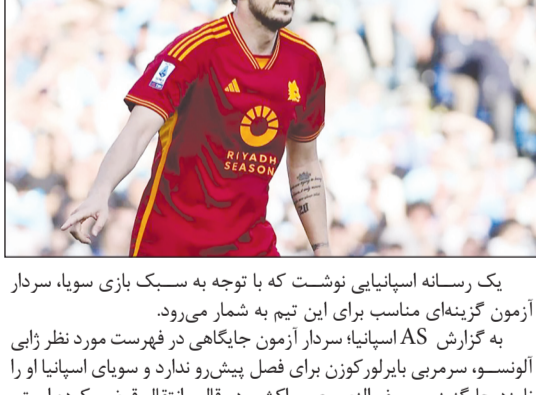 RIYADH
SEASON
یک رسانه اسپانیایی نوشت که با توجه به سبک بازی سویا، سردار
آزمون گزینه‌ای مناسب برای این تیم به شمار می‌رود.
به گزارش AS اسپانیا؛ سردار آزمون جایگاهی در فهرست مورد نظر ژابی
آلونسو، سرمربی بایرلورکوزن برای فصل پیش‌رو ندارد و سویای اسپانیا او را